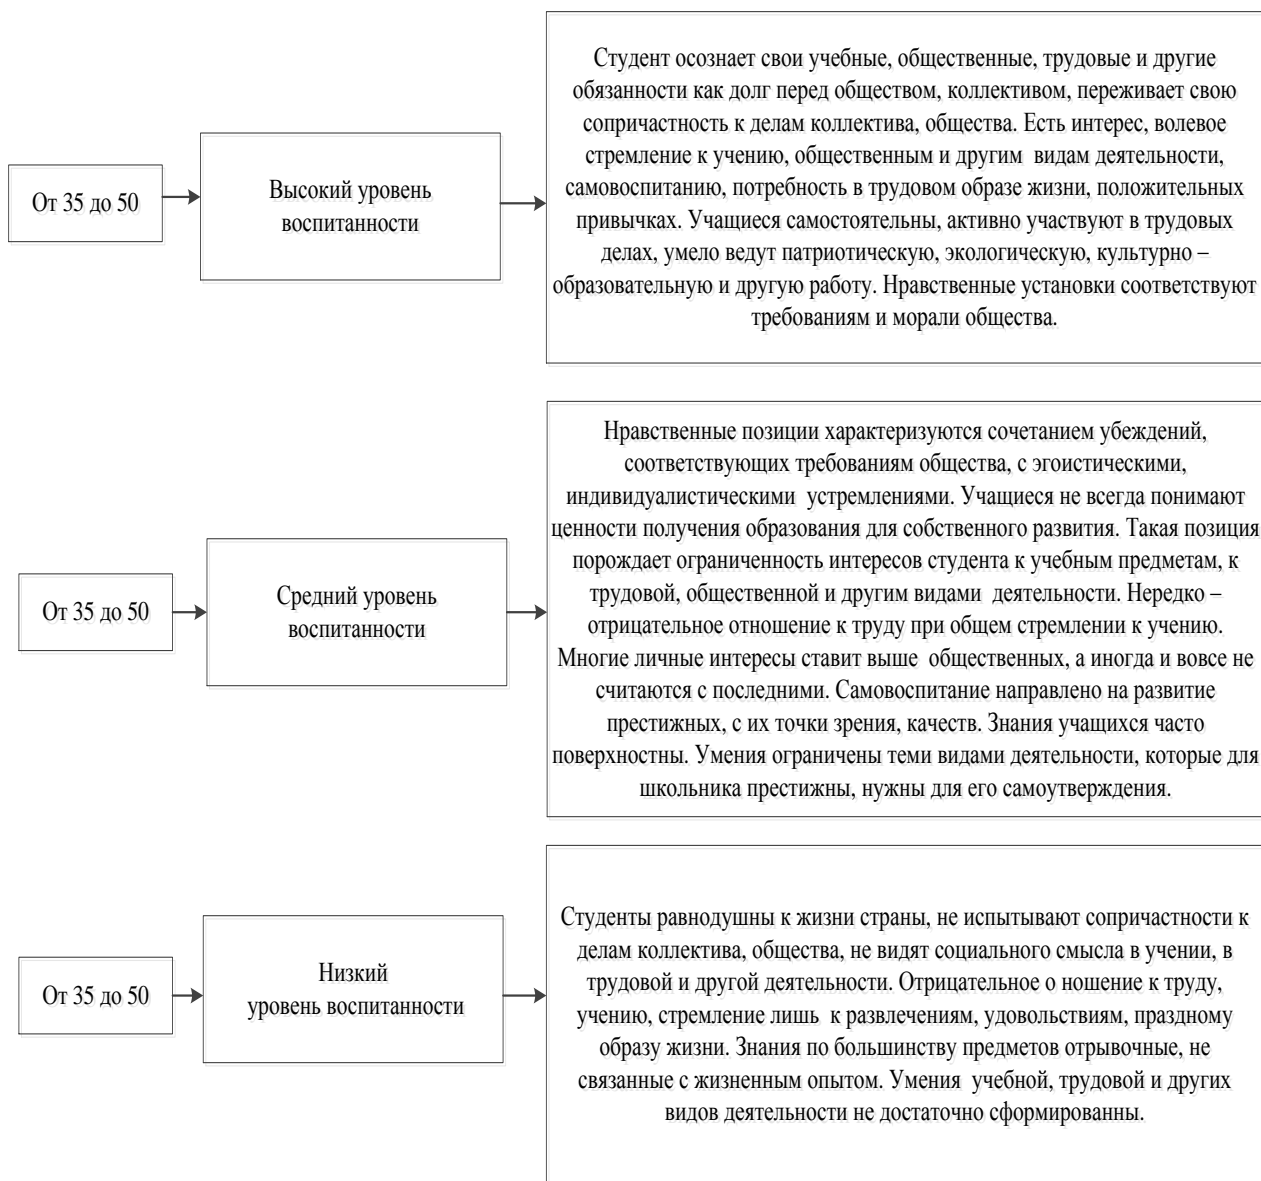 От 35 до 50
Высокий уровень
воспитанности
Студент осознает свои учебные, общественные, трудовые и другие
обязанности как долг перед обществом, коллективом, переживает свою
сопричастность к делам коллектива, общества. Есть интерес, волевое
стремление к учению, общественным и другим видам деятельности,
самовоспитанию, потребность в трудовом образе жизни, положительных
привычках. Учащиеся самостоятельны, активно участвуют в трудовых
делах, умело ведут патриотическую, экологическую, культурно –
образовательную и другую работу. Нравственные установки соответствуют
требованиям и морали общества.
От 35 до 50
Средний уровень
воспитанности
Нравственные позиции характеризуются сочетанием убеждений,
соответствующих требованиям общества, с эгоистическими,
индивидуалистическими устремлениями. Учащиеся не всегда понимают
ценности получения образования для собственного развития. Такая позиция
порождает ограниченность интересов студента к учебным предметам, к
трудовой, общественной и другим видами деятельности. Нередко –
отрицательное отношение к труду при общем стремлении к учению.
Многие личные интересы ставит выше общественных, а иногда и вовсе не
считаются с последними. Самовоспитание направлено на развитие
престижных, с их точки зрения, качеств. Знания учащихся часто
поверхностны. Умения ограничены теми видами деятельности, которые для
школьника престижны, нужны для его самоутверждения.
От 35 до 50
Низкий
уровень воспитанности
Студенты равнодушны к жизни страны, не испытывают сопричастности к
делам коллектива, общества, не видят социального смысла в учении, в
трудовой и другой деятельности. Отрицательное о ношение к труду,
учению, стремление лишь к развлечениям, удовольствиям, праздному
образу жизни. Знания по большинству предметов отрывочные, не
связанные с жизненным опытом. Умения учебной, трудовой и других
видов деятельности не достаточно сформированны.